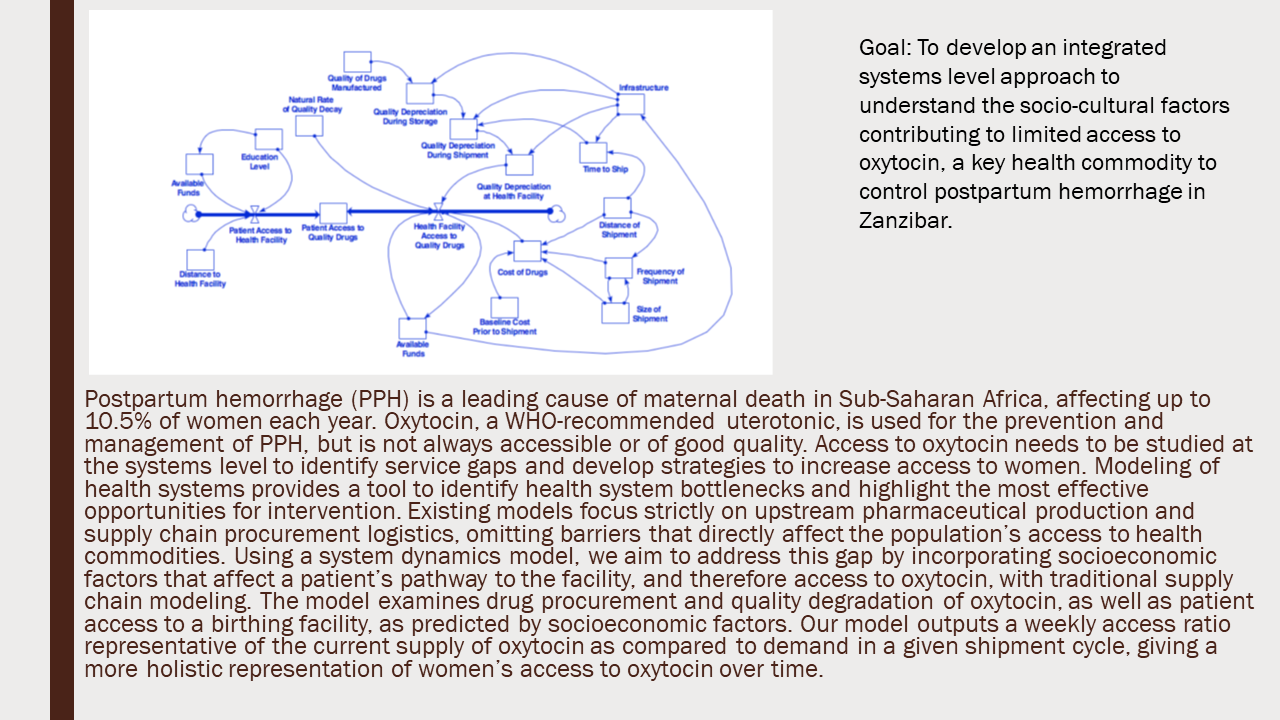 Quality of Drugs
Manufactured
Infrastructure
Natural Rate
of Quality Decay
Quality Depreciation
During Storage
Quality Depreciation
During Shipment
Education
Level
Time to Ship
Available
Funds
Quality Depreciation
at Health Facility
Patient Access to
Health Facility
Patient Access to
Quality Drugs
Health Facility
Access to
Quality Drugs
Distance of
Shipment
Distance to
Health Facility
Cost of Drugs
Frequency of
Shipment
Size of
Shipment
Baseline Cost
Prior to Shipment
Available
Funds
Goal: To develop an integrated
systems level approach to
understand the socio-cultural factors
contributing to limited access to
oxytocin, a key health commodity to
control postpartum hemorrhage in
Zanzibar.
Postpartum hemorrhage (PPH) is a leading cause of maternal death in Sub-Saharan Africa, affecting up to
10.5% of women each year. Oxytocin, a WHO-recommended uterotonic, is used for the prevention and
management of PPH, but is not always accessible or of good quality. Access to oxytocin needs to be studied at
the systems level to identify service gaps and develop strategies to increase access to women. Modeling of
health systems provides a tool to identify health system bottlenecks and highlight the most effective
opportunities for intervention. Existing models focus strictly on upstream pharmaceutical production and
supply chain procurement logistics, omitting barriers that directly affect the population’s access to health
commodities. Using a system dynamics model, we aim to address this gap by incorporating socioeconomic
factors that affect a patient’s pathway to the facility, and therefore access to oxytocin, with traditional supply
chain modeling. The model examines drug procurement and quality degradation of oxytocin, as well as patient
access to a birthing facility, as predicted by socioeconomic factors. Our model outputs a weekly access ratio
representative of the current supply of oxytocin as compared to demand in a given shipment cycle, giving a
more holistic representation of women’s access to oxytocin over time.